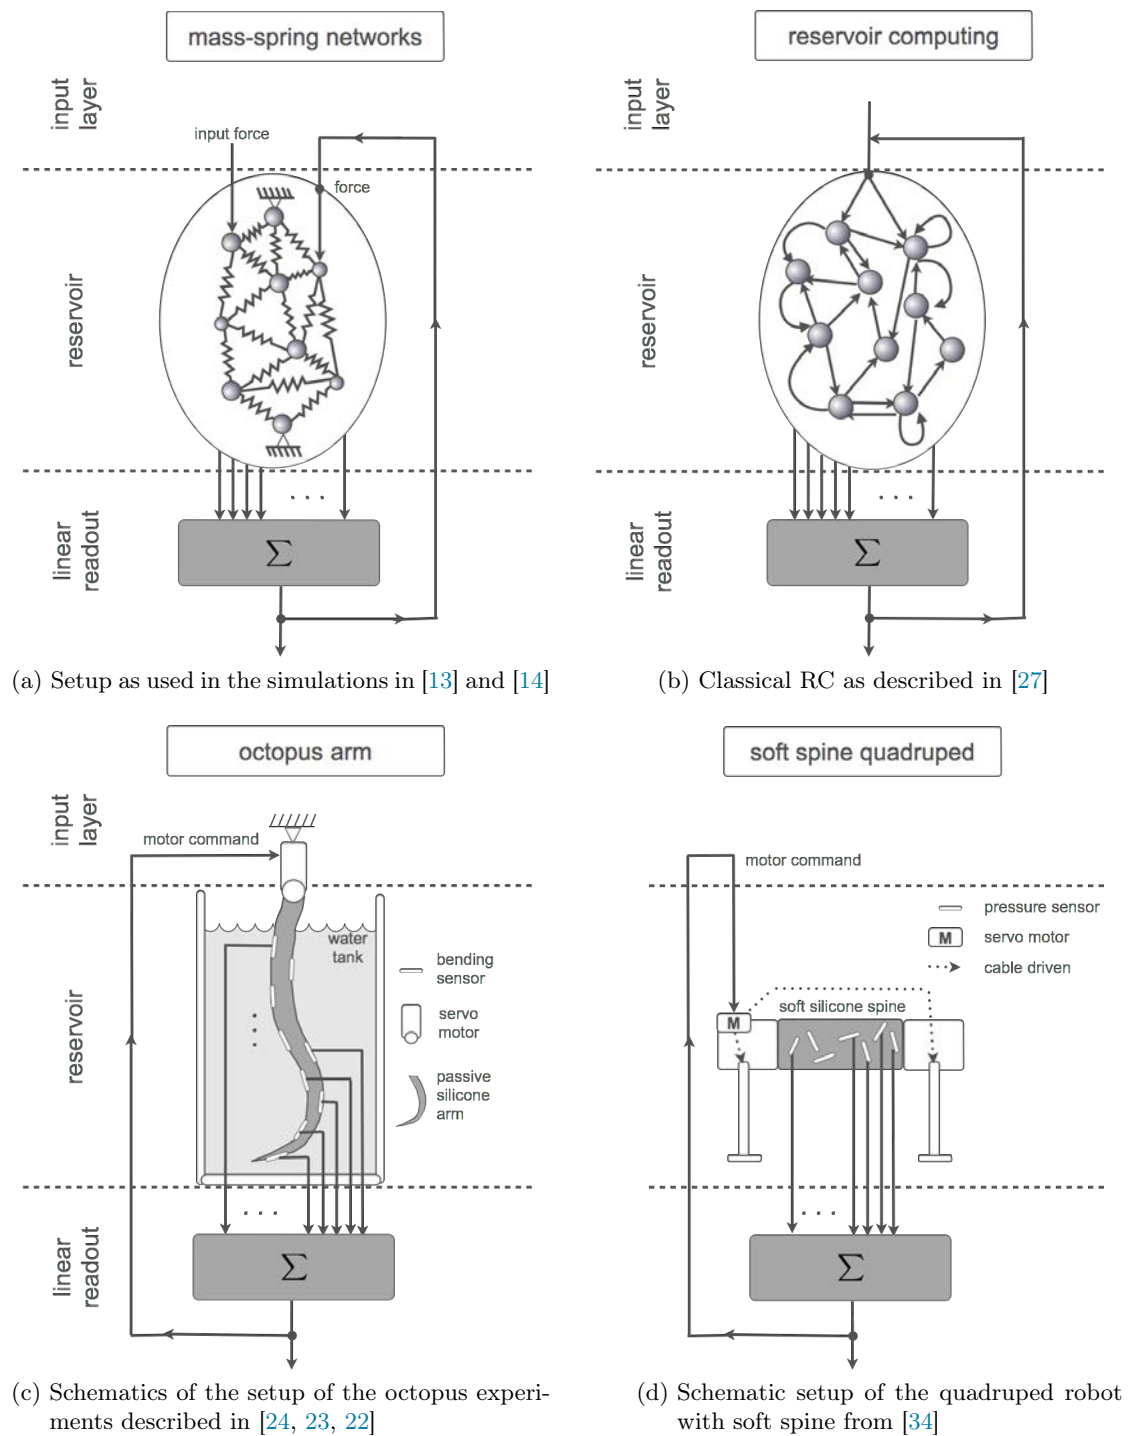 mass-spring networks
input layer
input force
force
reservoir
. . .
linear readout
Σ
(a) Setup as used in the simulations in [13] and [14]
reservoir computing
input layer
reservoir
. . .
linear readout
Σ
(b) Classical RC as described in [27]
octopus arm
input layer
motor command
reservoir
water
tank
bending
sensor
servo
motor
passive
silicone
arm
. . .
linear readout
Σ
(c) Schematics of the setup of the octopus experi-
ments described in [24, 23, 22]
soft spine quadruped
motor command
pressure sensor
M
servo motor
cable driven
soft silicone spine
M
. . .
Σ
(d) Schematic setup of the quadruped robot
with soft spine from [34]